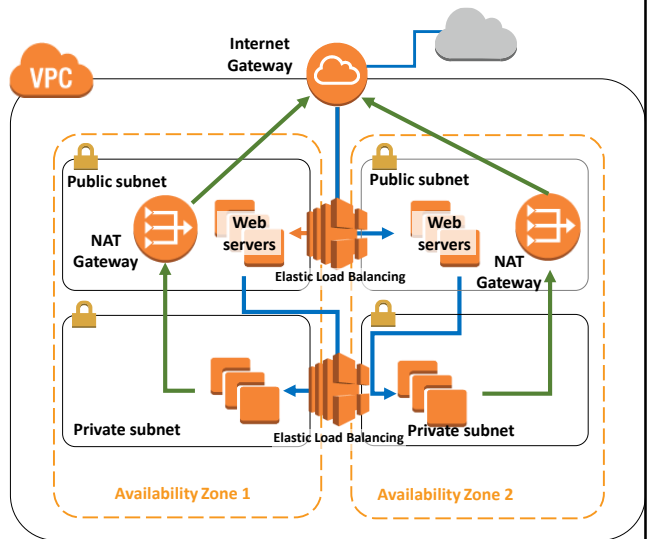 Internet
Gateway
VPC
Public subnet
Public subnet
Web
servers
Web
servers
NAT
Gateway
NAT
Gateway
Elastic Load Balancing
Private subnet
Private subnet
Elastic Load Balancing
Availability Zone 1
Availability Zone 2